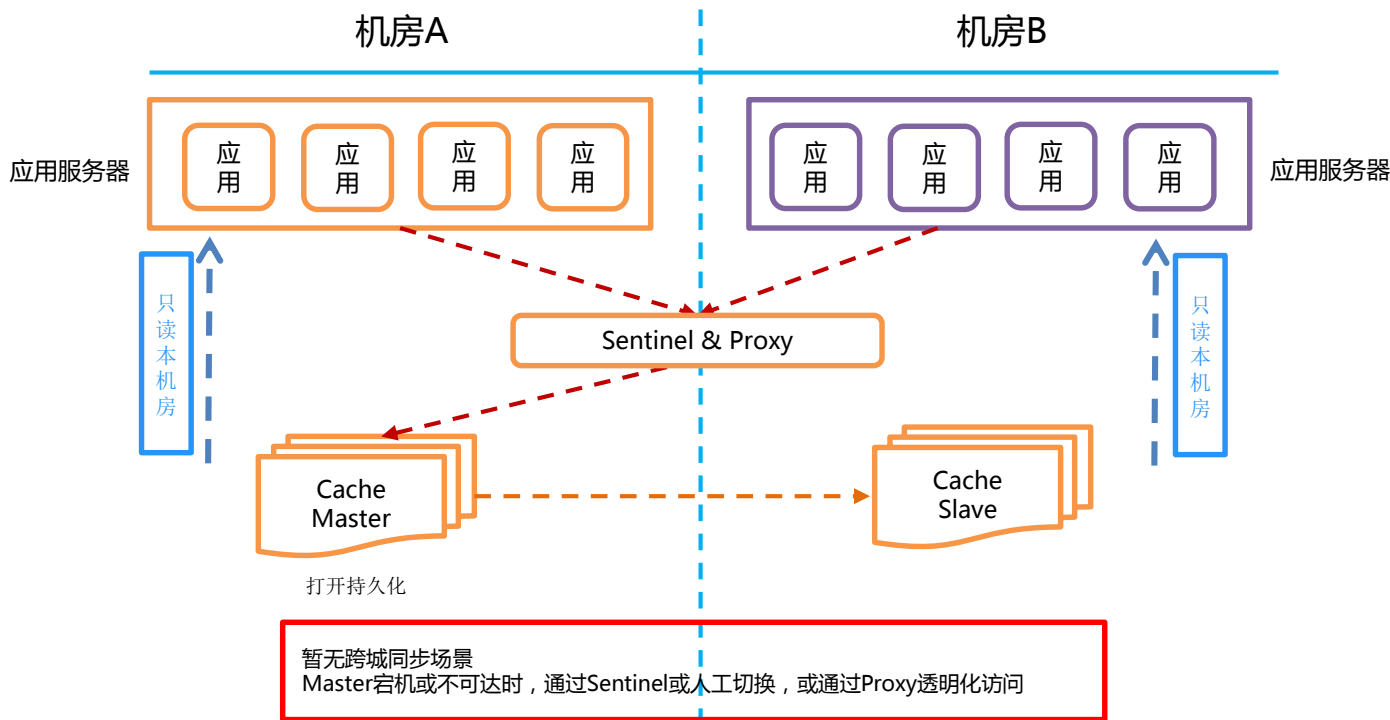 机房A
机房B
应用服务器
应用
应用
应用
应用
应用
应用
应用
应用
应用服务器
只读本机房
只读本机房
Sentinel & Proxy
Cache
Master
Cache
Slave
打开持久化
暂无跨城同步场景
Master宕机或不可达时，通过Sentinel或人工切换，或通过Proxy透明化访问